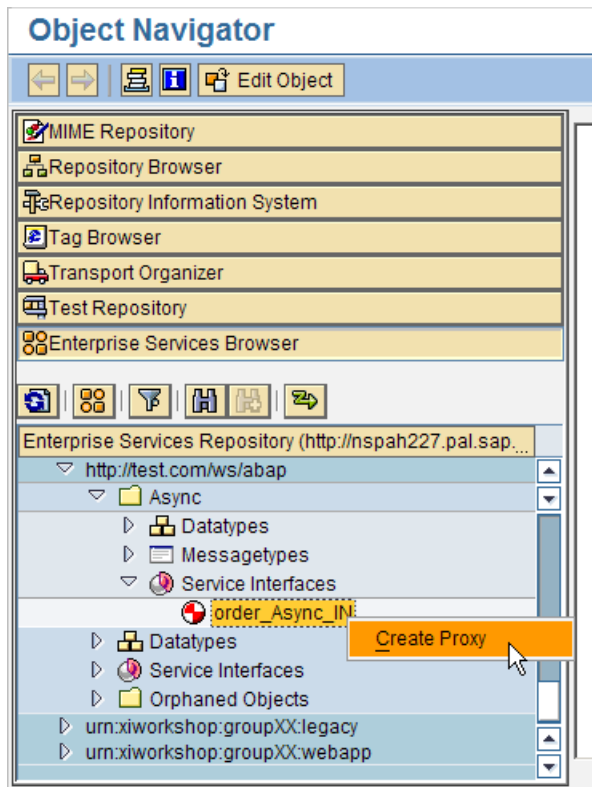 Object Navigator
Edit Object
MIME Repository
Repository Browser
Repository Information System
Tag Browser
Transport Organizer
Test Repository
Enterprise Services Browser
Enterprise Services Repository (http://nspah227.pal.sap....
http://test.com/ws/abap
Async
Datatypes
Messagetypes
Service Interfaces
order_Async_IN
Create Proxy
Datatypes
Service Interfaces
Orphaned Objects
urn:xiworkshop:groupXX:legacy
urn:xiworkshop:groupXX:webapp